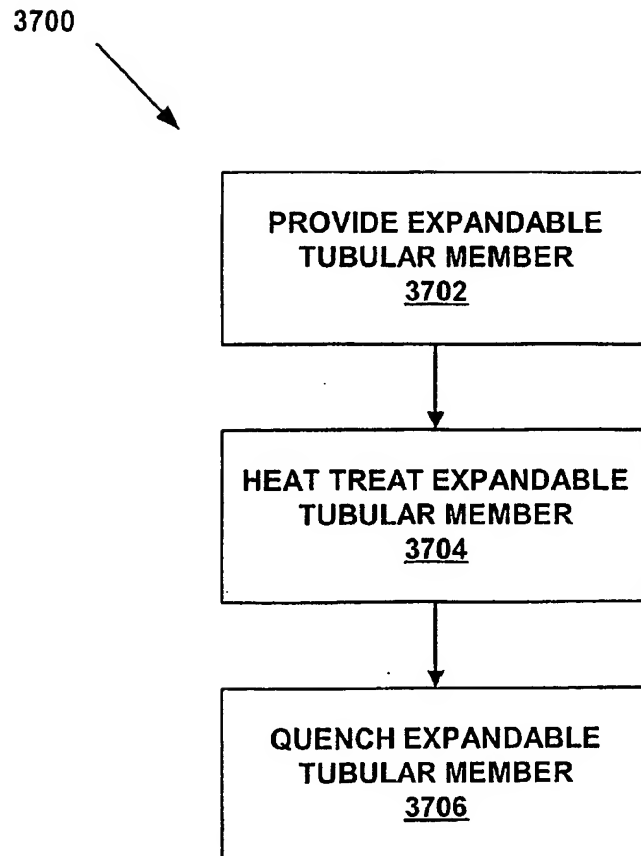 3700
PROVIDE EXPANDABLE
TUBULAR MEMBER
3702
HEAT TREAT EXPANDABLE
TUBULAR MEMBER
3704
QUENCH EXPANDABLE
TUBULAR MEMBER
3706